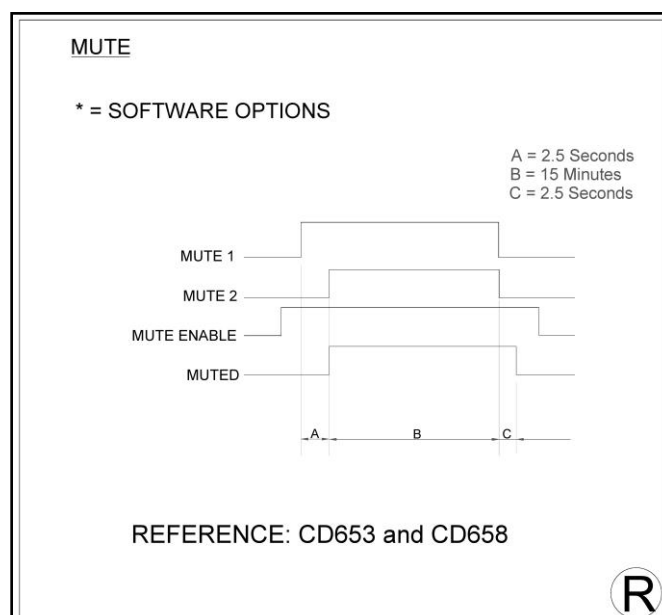 MUTE
* = SOFTWARE OPTIONS
A = 2.5 Seconds
B = 15 Minutes
C = 2.5 Seconds
MUTE 1
MUTE 2
MUTE ENABLE
MUTED
A B C
REFERENCE: CD653 and CD658
R